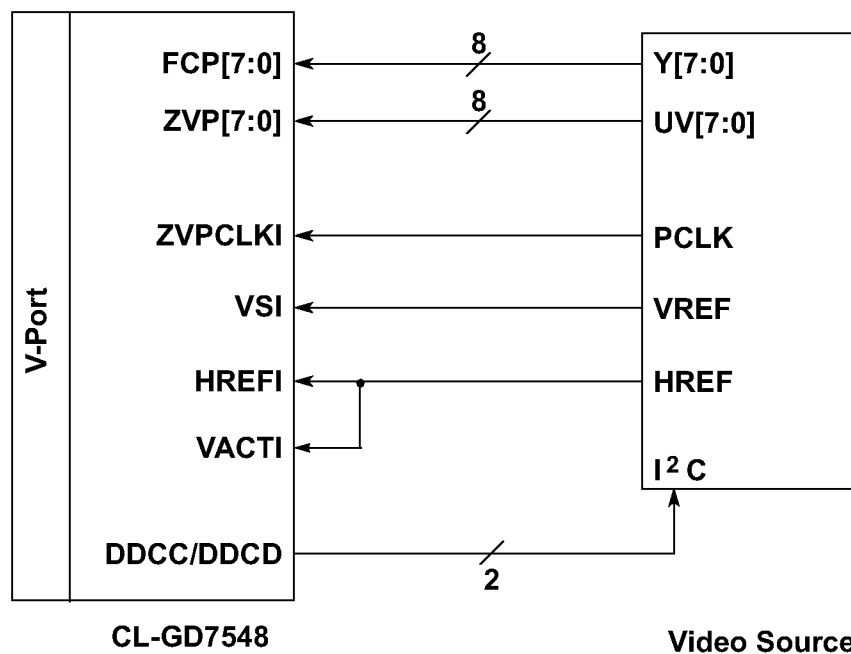 8
FCP[7:0] Y[7:0]
8
ZVP[7:0] UV[7:0]
ZVPCLKI PCLK
VSI VREF
V-Port
HREFI HREF
VACTI
I²C
DDCC/DDCD
2
CL-GD7548
Video Source